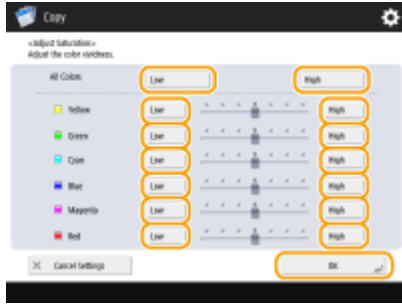 Copy
<Adjust Saturation>
Adjust the color vividness.
All Colors Low High
Yellow Low High
Green Low High
Cyan Low High
Blue Low High
Magenta Low High
Red Low High
Cancel Settings OK